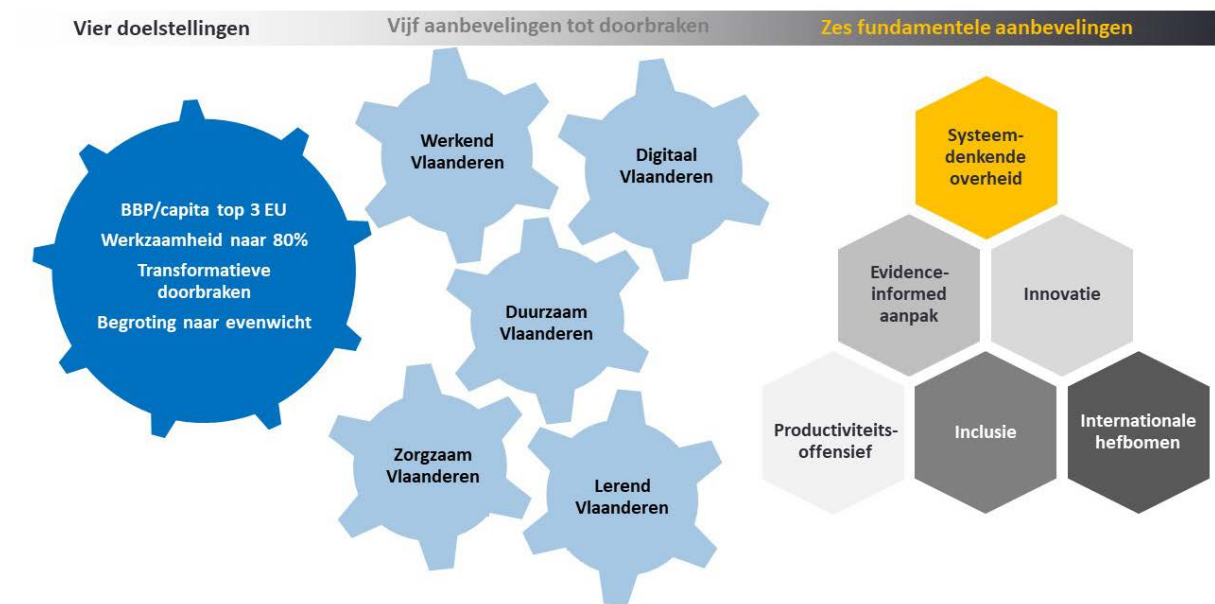 Vier doelstellingen
Vijf aanbevelingen tot doorbraken
Zes fundamentele aanbevelingen
BBP/capita top 3 EU
Werkzaamheid naar 80%
Transformatieve
doorbraken
Begroting naar evenwicht
Werkend
Vlaanderen
Digitaal
Vlaanderen
Duurzaam
Vlaanderen
Zorgzaam
Vlaanderen
Lerend
Vlaanderen
Systeem-
denkende
overheid
Evidence-
informed
aanpak
Innovatie
Productiviteits-
offensief
Inclusie
Internationale
hefbomen